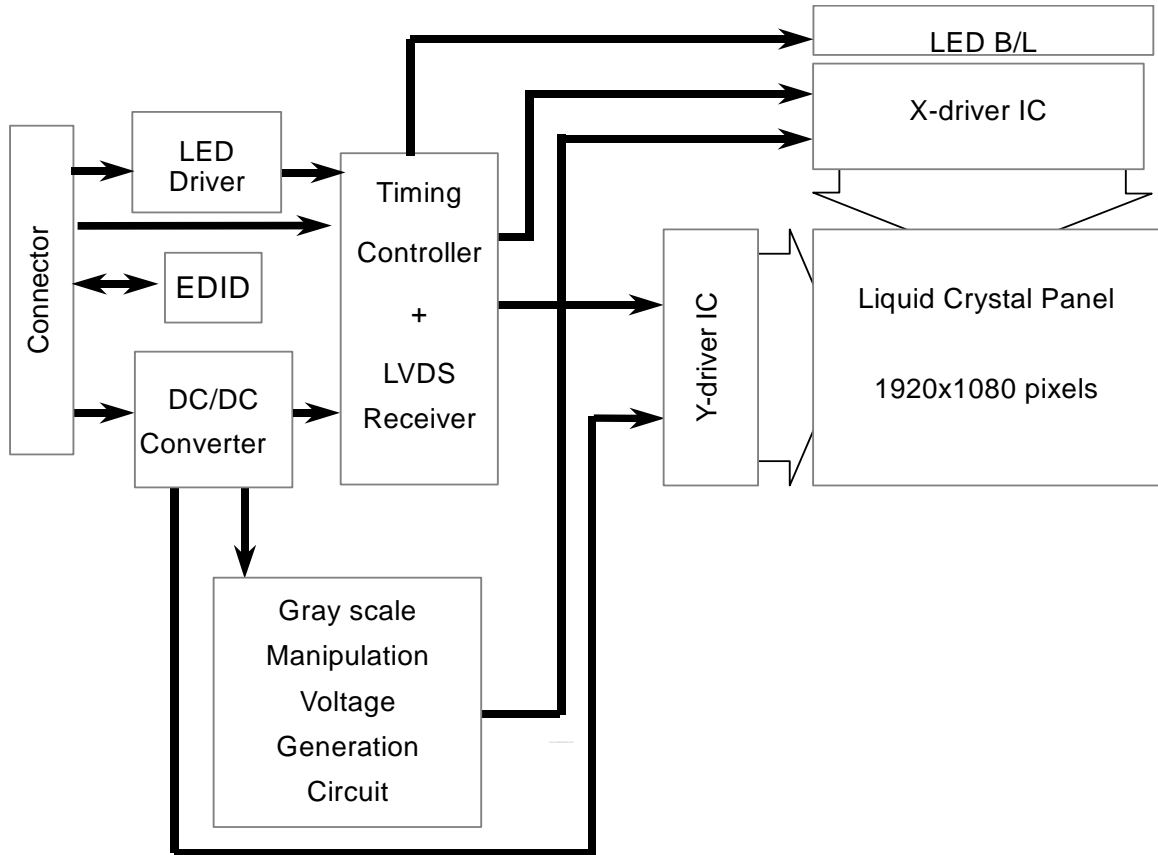 LED B/L
X-driver IC
LED
Driver
Timing
Controller
+
LVDS
Receiver
Connector
EDID
DC/DC
Converter
Y-driver IC
Liquid Crystal Panel
1920x1080 pixels
Gray scale
Manipulation
Voltage
Generation
Circuit